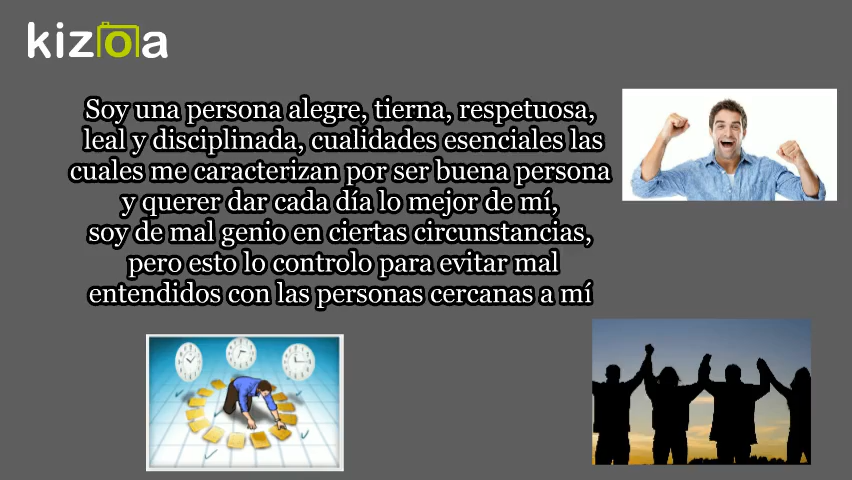 kizoa
Soy una persona alegre, tierna, respetuosa,
leal y disciplinada, cualidades esenciales las
cuales me caracterizan por ser buena persona
y querer dar cada día lo mejor de mí,
soy de mal genio en ciertas circunstancias,
pero esto lo controlo para evitar mal
entendidos con las personas cercanas a mí